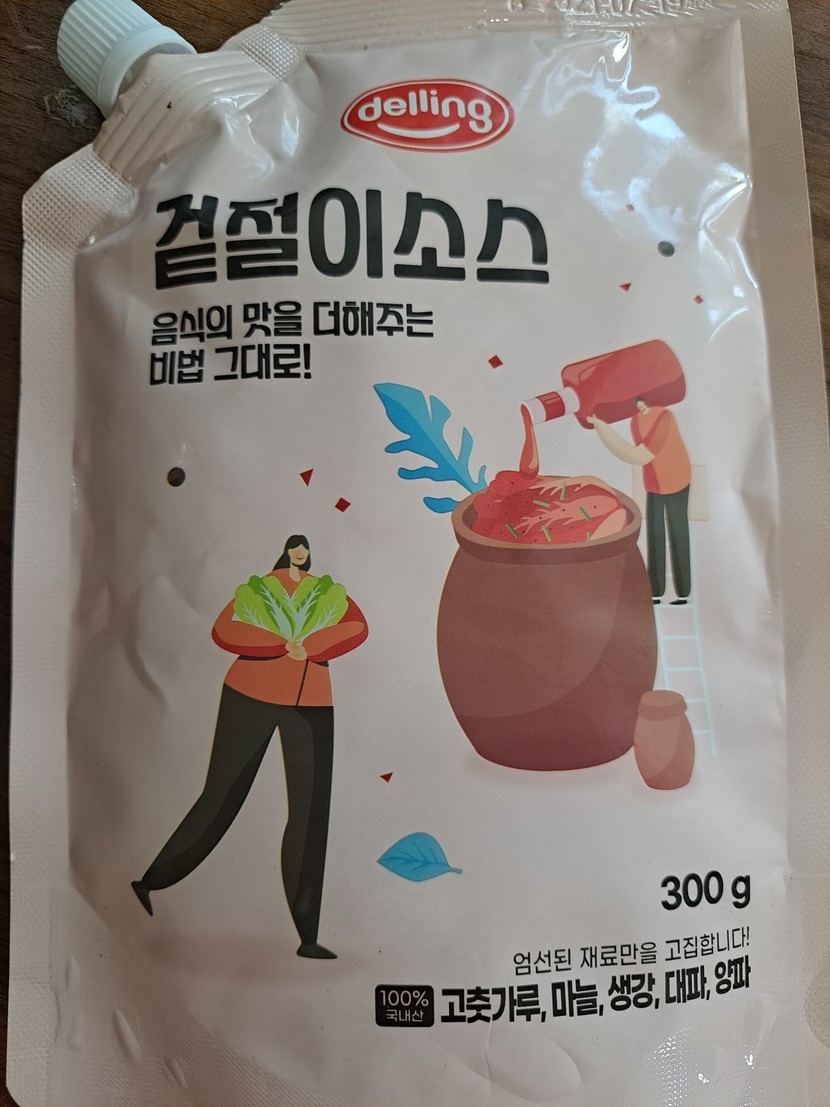 delling
겉절이소스
음식의 맛을 더해주는
비법 그대로!
300 g
엄선된 재료만을 고집합니다!
100% 국내산 고춧가루, 마늘, 생강, 대파, 양파